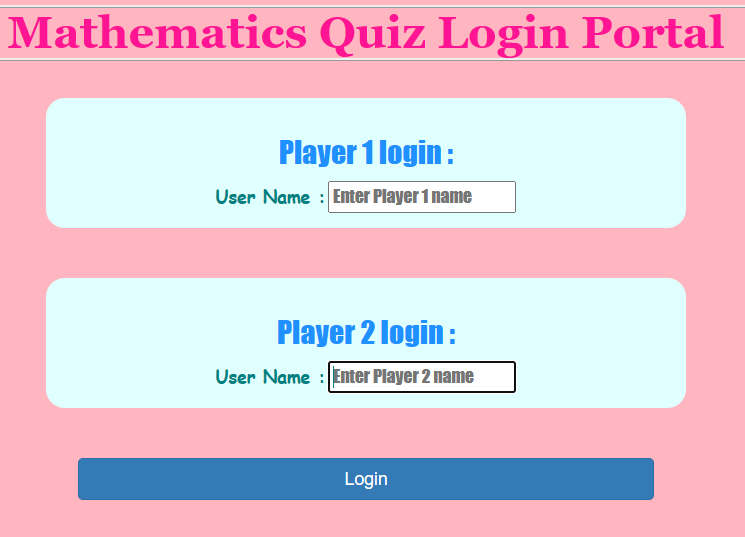 Mathematics Quiz Login Portal
Player 1 login :
User Name : Enter Player 1 name
Player 2 login :
User Name : Enter Player 2 name
Login